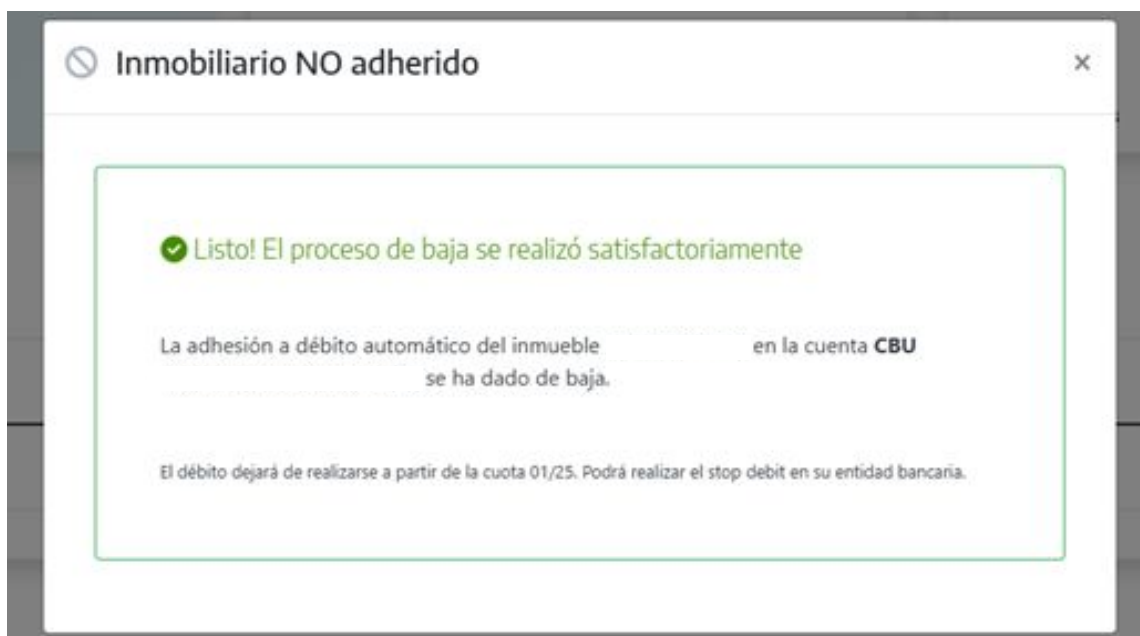 Inmobiliario NO adherido
×
Listo! El proceso de baja se realizó satisfactoriamente
La adhesión a débito automático del inmueble en la cuenta CBU
se ha dado de baja.
El débito dejará de realizarse a partir de la cuota 01/25. Podrá realizar el stop debit en su entidad bancaria.